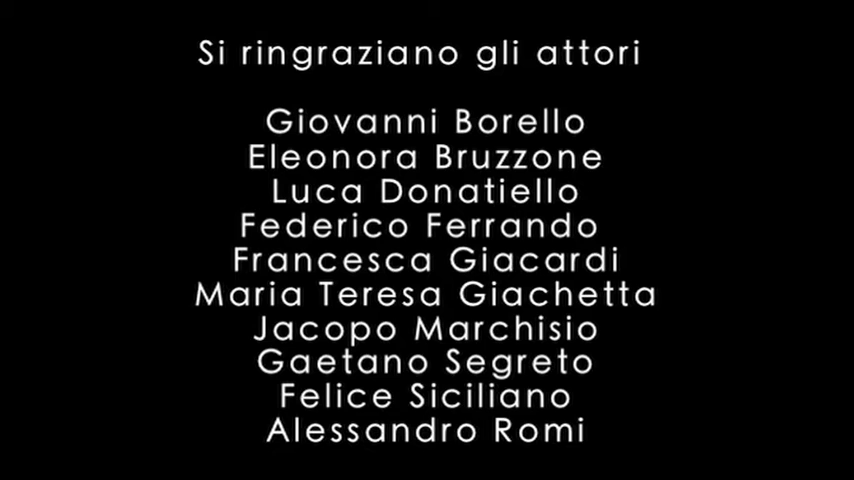 Si ringraziano gli attori
Giovanni Borello
Eleonora Bruzzone
Luca Donatiello
Federico Ferrando
Francesca Giacardi
Maria Teresa Giachetta
Jacopo Marchisio
Gaetano Segreto
Felice Siciliano
Alessandro Romi